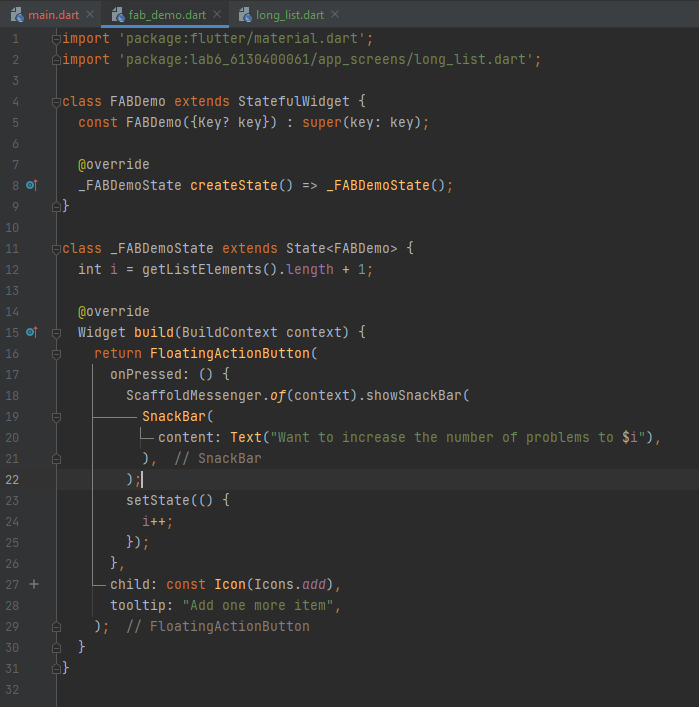 main.dart
fab_demo.dart
long_list.dart
1 import 'package:flutter/material.dart';
2 import 'package:lab6_6130400061/app_screens/long_list.dart';
3
4 class FABDemo extends StatefulWidget {
5   const FABDemo({Key? key}) : super(key: key);
6
7   @override
8   _FABDemoState createState() => _FABDemoState();
9 }
10
11 class _FABDemoState extends State<FABDemo> {
12   int i = getListElements().length + 1;
13
14   @override
15   Widget build(BuildContext context) {
16     return FloatingActionButton(
17       onPressed: () {
18         ScaffoldMessenger.of(context).showSnackBar(
19           SnackBar(
20             content: Text("Want to increase the number of problems to $i"),
21           ),  // SnackBar
22         );
23         setState(() {
24           i++;
25         });
26       },
27       child: const Icon(Icons.add),
28       tooltip: "Add one more item",
29     );  // FloatingActionButton
30   }
31 }
32